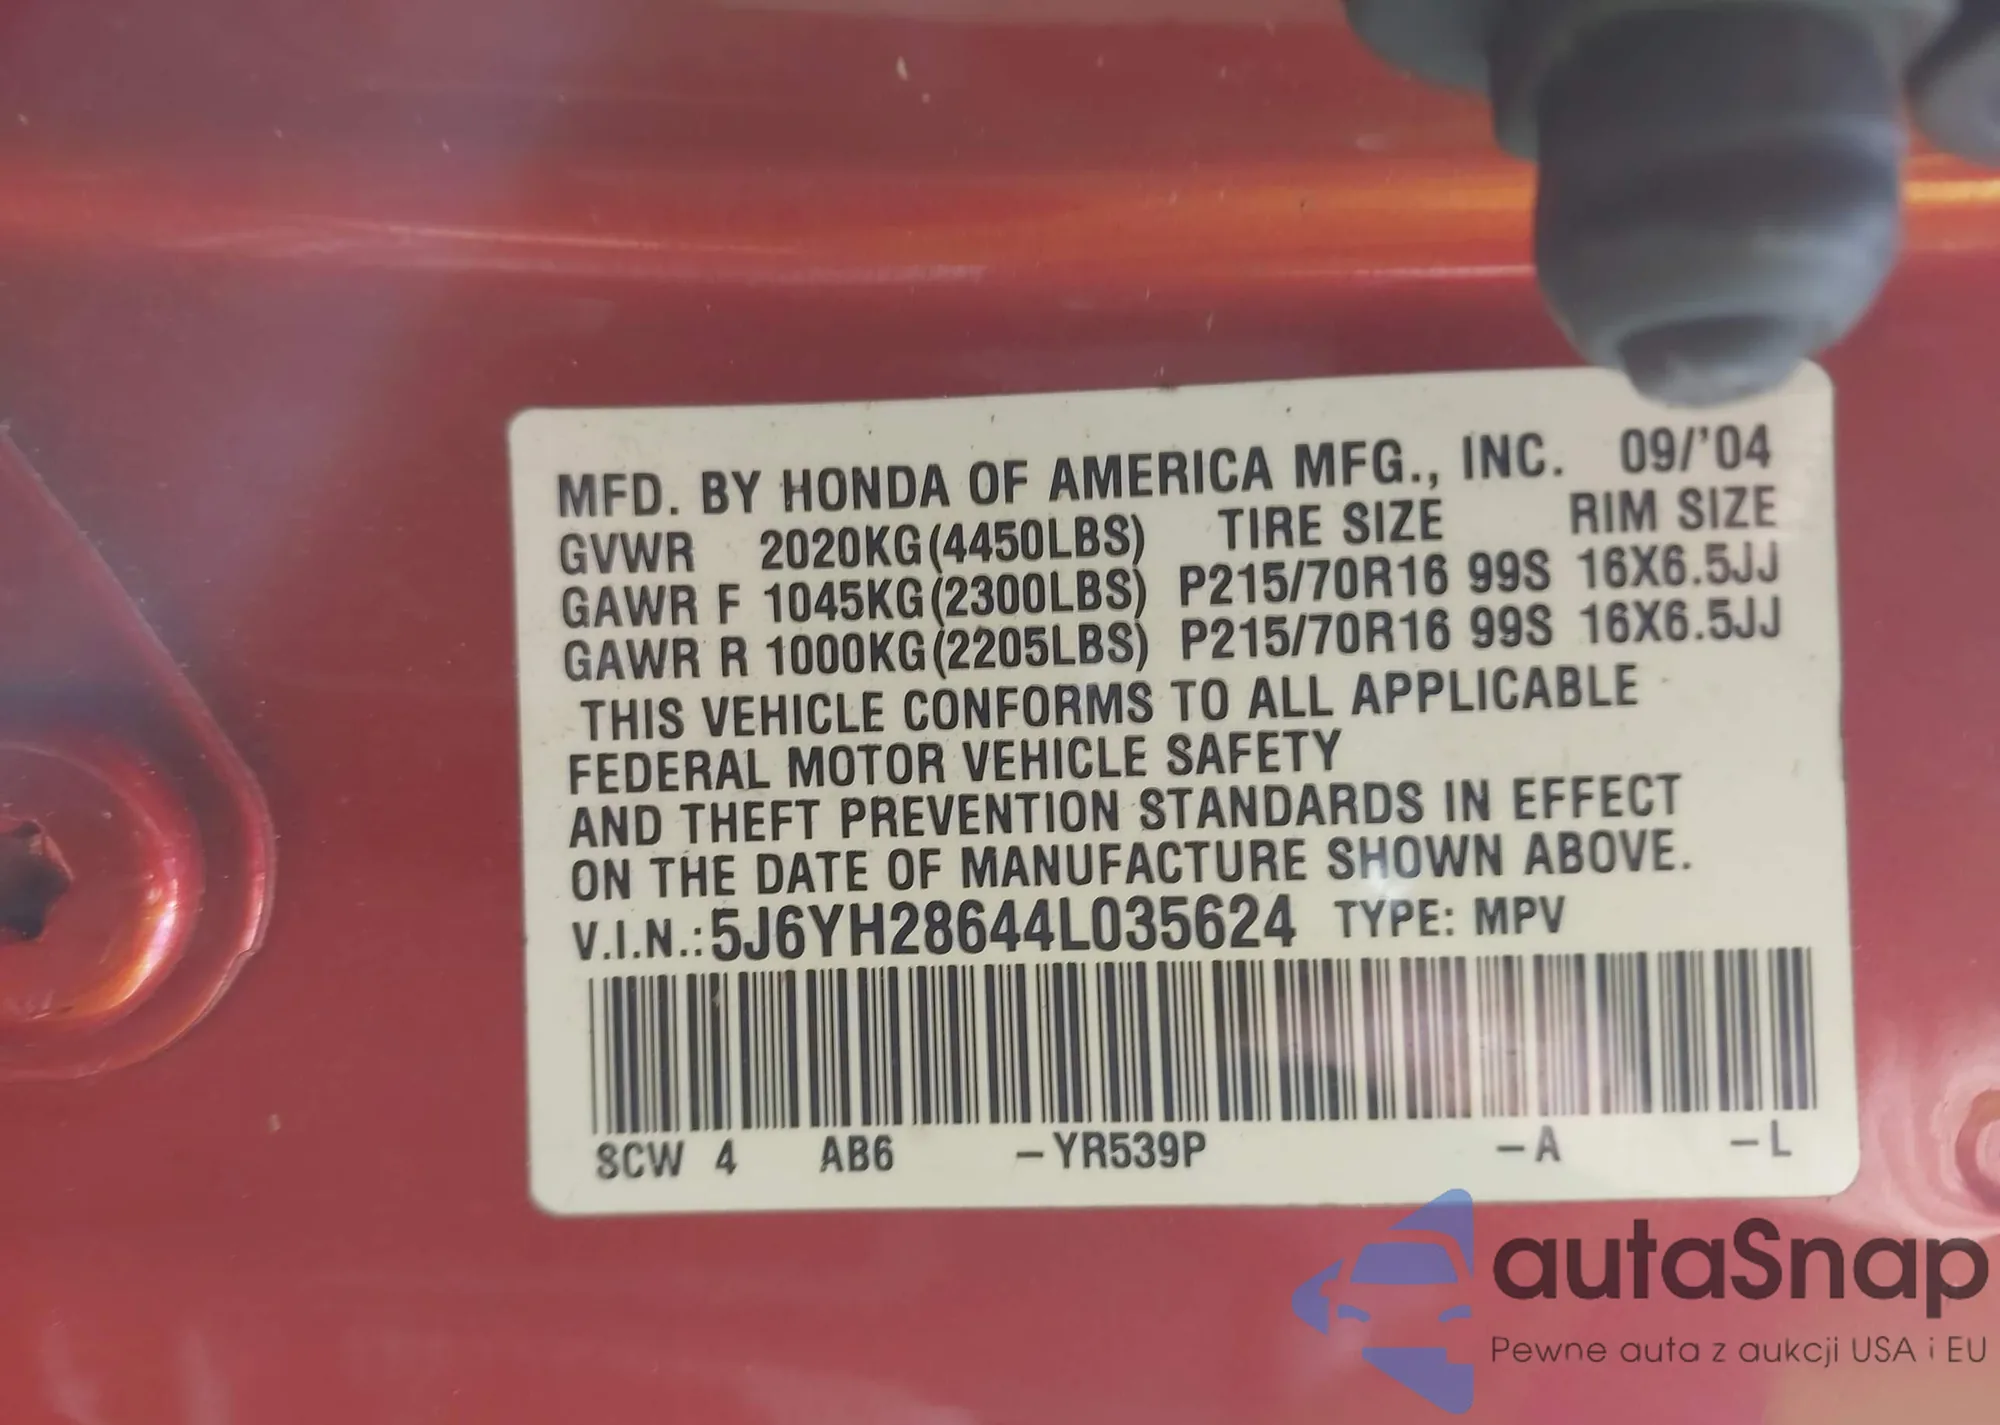 MFD. BY HONDA OF AMERICA MFG., INC. 09/'04
GVWR 2020KG(4450LBS) TIRE SIZE RIM SIZE
GAWR F 1045KG(2300LBS) P215/70R16 99S 16X6.5JJ
GAWR R 1000KG(2205LBS) P215/70R16 99S 16X6.5JJ
THIS VEHICLE CONFORMS TO ALL APPLICABLE
FEDERAL MOTOR VEHICLE SAFETY
AND THEFT PREVENTION STANDARDS IN EFFECT
ON THE DATE OF MANUFACTURE SHOWN ABOVE.
V.I.N.:5J6YH28644L035624 TYPE: MPV
SCW 4 AB6 –YR539P –A –L
autaSnap
Pewne auta z aukcji USA i EU